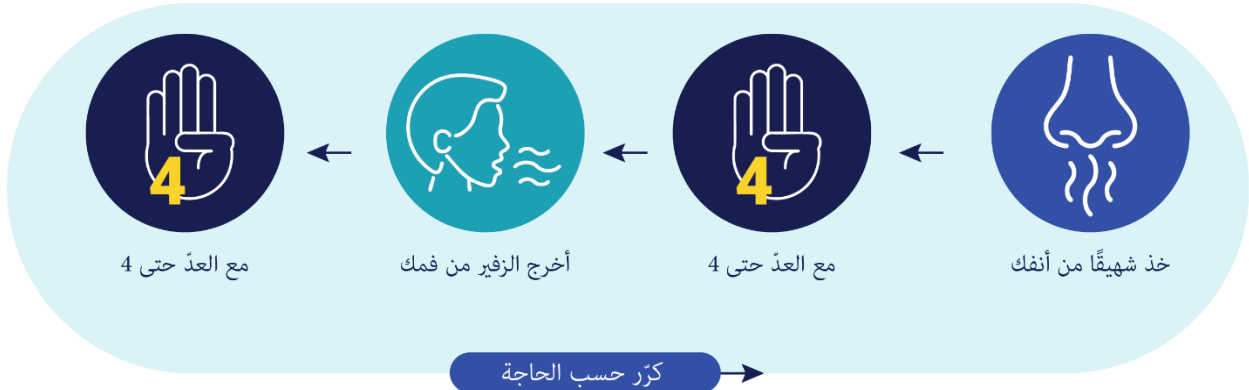 خذ شهيقًا من أنفك
4
مع العدّ حتى 4
أخرج الزفير من فمك
4
مع العدّ حتى 4
كرّر حسب الحاجة